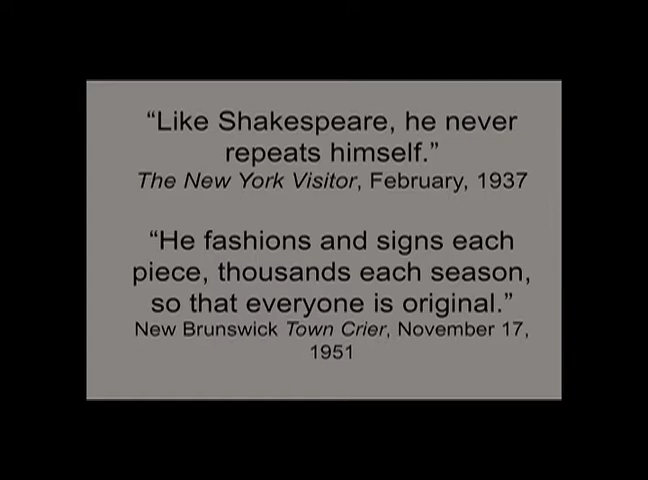 “Like Shakespeare, he never
repeats himself.”
The New York Visitor, February, 1937
“He fashions and signs each
piece, thousands each season,
so that everyone is original.”
New Brunswick Town Crier, November 17,
1951